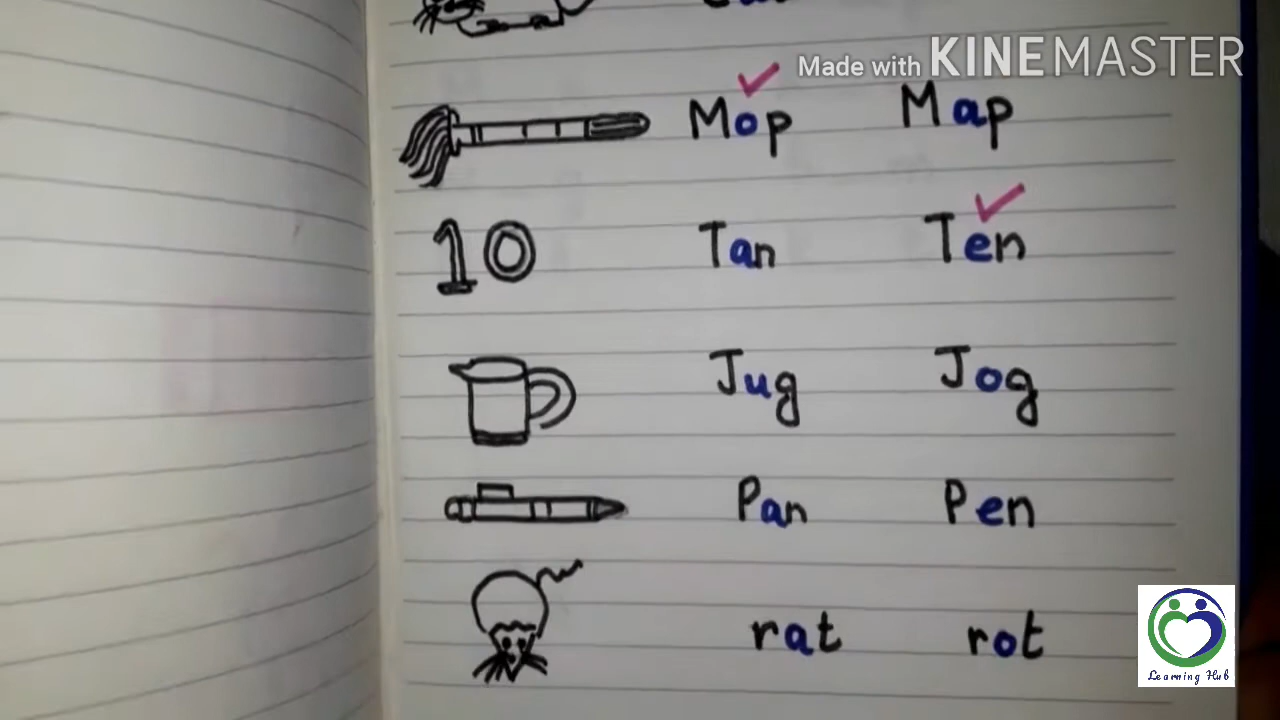 Made with KINEMASTER
Mop Map
10 Tan Ten
Jug Jog
Pan Pen
rat rot
Learning Hub